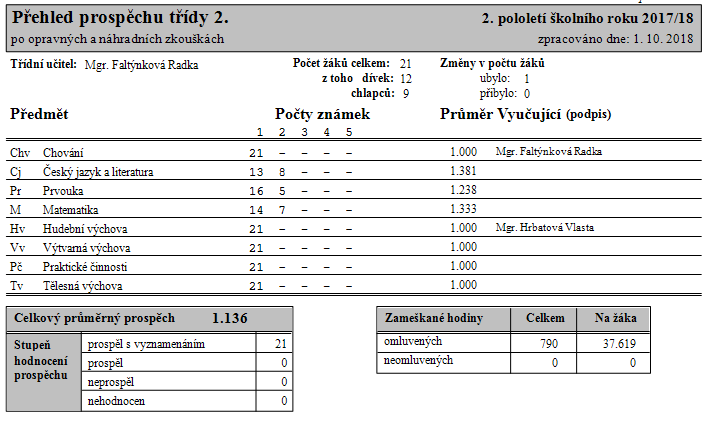 Přehled prospěchu třídy 2. 2. pololetí školního roku 2017/18
po opravných a náhradních zkouškách zpracováno dne: 1. 10. 2018
Třídní učitel: Mgr. Faltýnková Radka Počet žáků celkem: 21 Změny v počtu žáků
z toho dívek: 12 ubylo: 1
chlapců: 9 přibylo: 0
Předmět Počty známek Průměr Vyučující (podpis)
1 2 3 4 5
Chv Chování 21 – – – – 1.000 Mgr. Faltýnková Radka
Cj Český jazyk a literatura 13 8 – – – 1.381
Pr Prvouka 16 5 – – – 1.238
M Matematika 14 7 – – – 1.333
Hv Hudební výchova 21 – – – – 1.000 Mgr. Hrbatová Vlasta
Vv Výtvarná výchova 21 – – – – 1.000
Pč Praktické činnosti 21 – – – – 1.000
Tv Tělesná výchova 21 – – – – 1.000
Celkový průměrný prospěch 1.136
Stupeň hodnocení prospěchu
prospěl s vyznamenáním 21
prospěl 0
neprospěl 0
nehodnocen 0
Zameškané hodiny Celkem Na žáka
omluvených 790 37.619
neomluvených 0 0